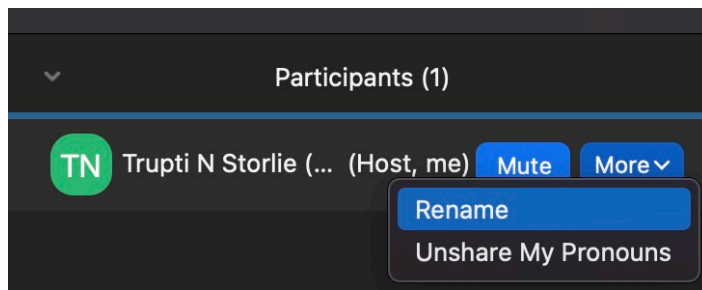 Participants (1)
TN Trupti N Storlie (... (Host, me) Mute More
Rename
Unshare My Pronouns